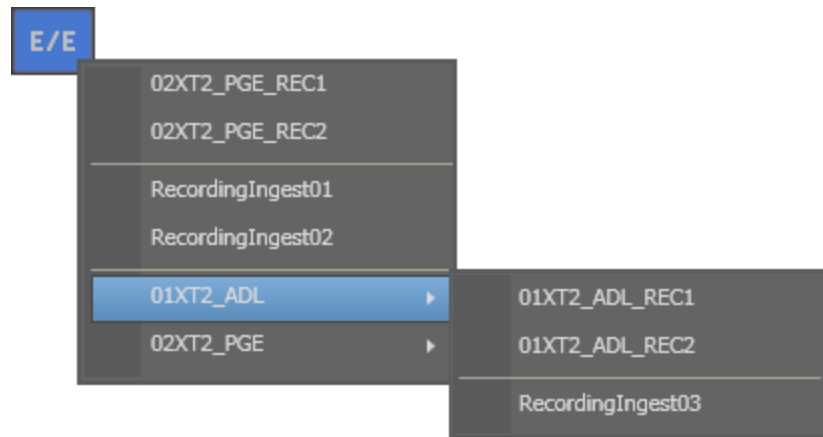 E/E
02XT2_PGE_REC1
02XT2_PGE_REC2
RecordingIngest01
RecordingIngest02
01XT2_ADL
02XT2_PGE
01XT2_ADL_REC1
01XT2_ADL_REC2
RecordingIngest03